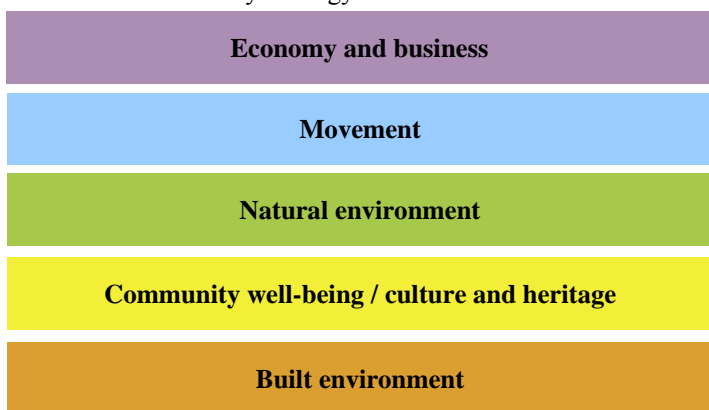 Economy and business
Movement
Natural environment
Community well-being / culture and heritage
Built environment